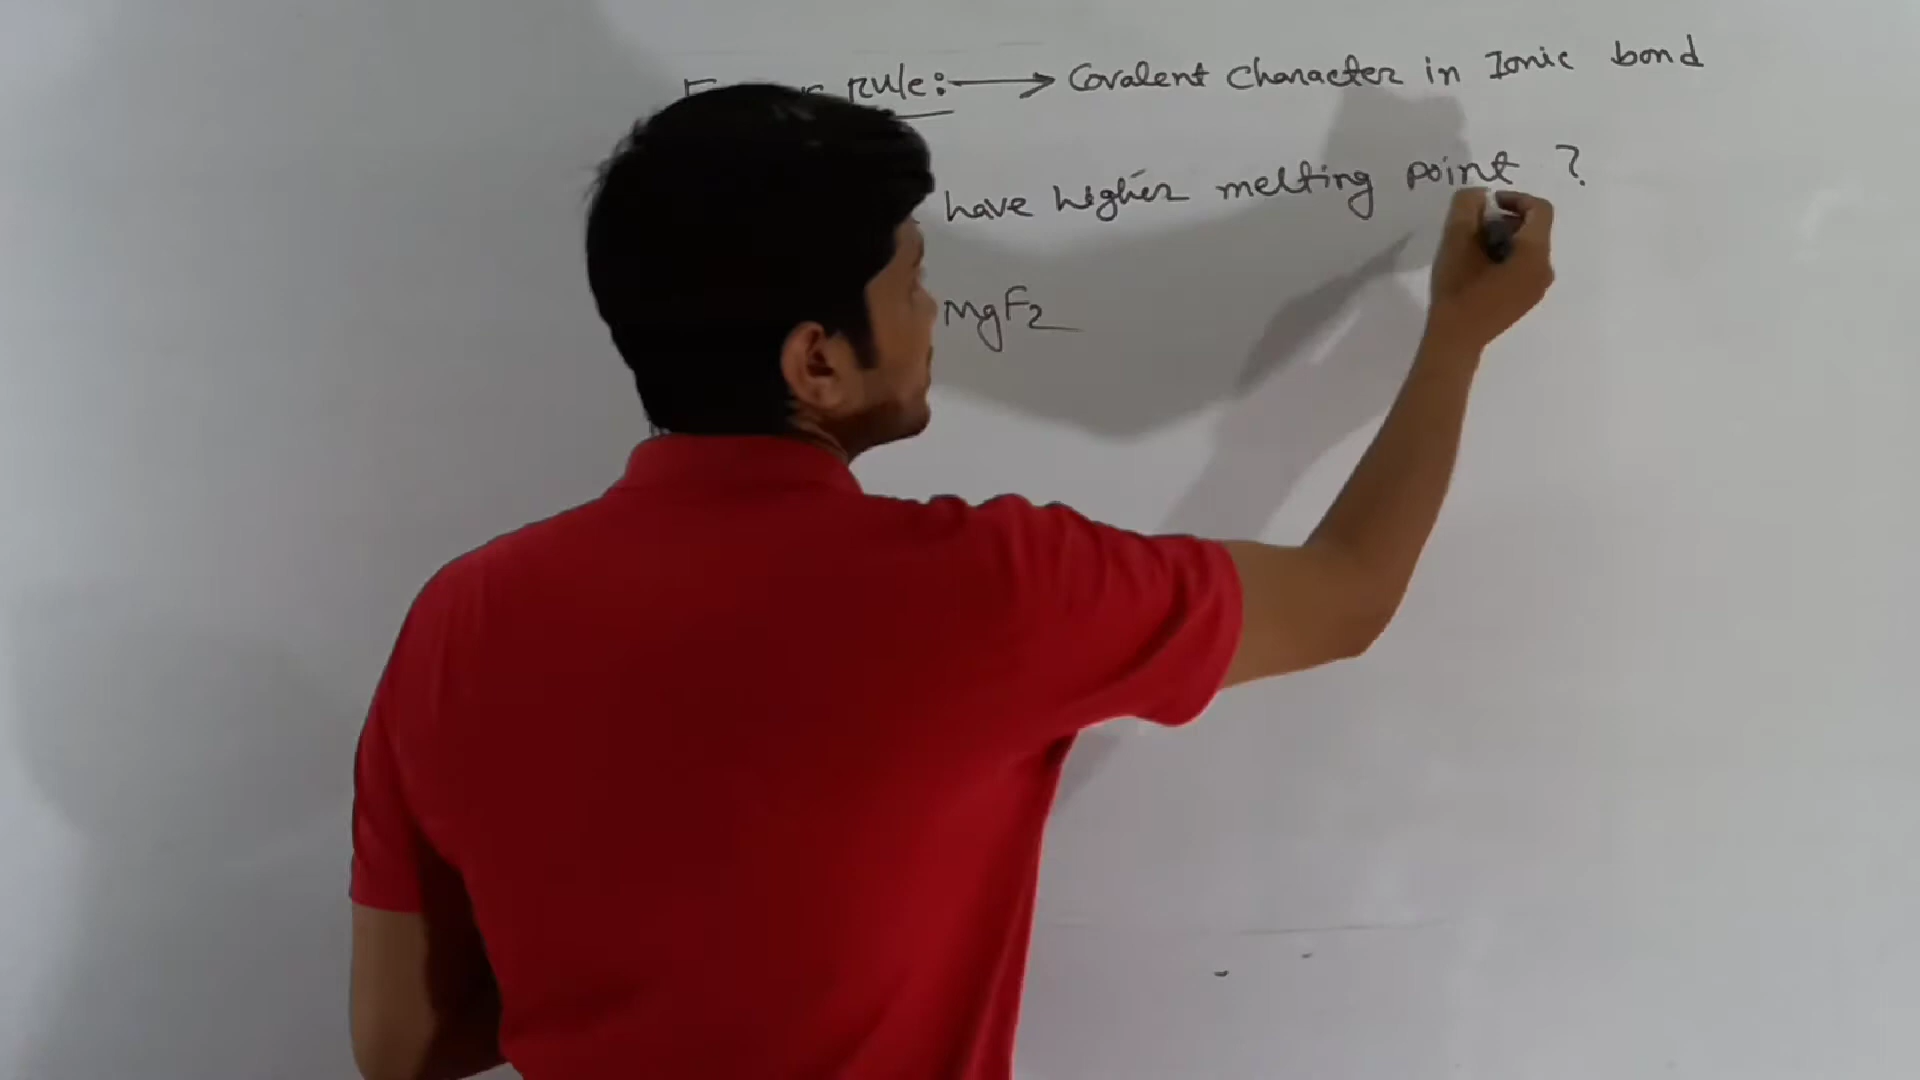 rule:→ Covalent character in Ionic bond
have higher melting point ?
MgF2